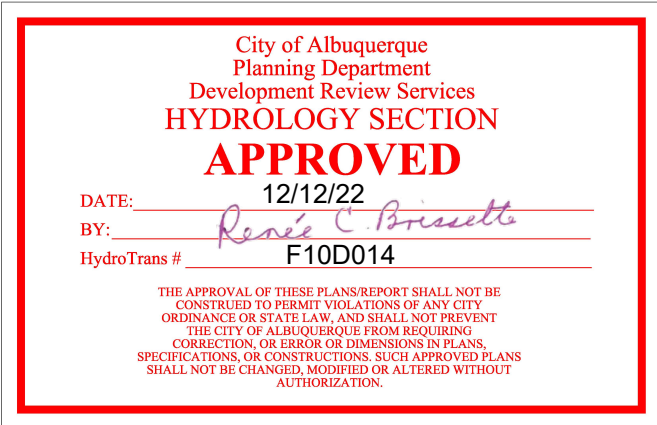 City of Albuquerque
Planning Department
Development Review Services
HYDROLOGY SECTION
APPROVED
DATE: 12/12/22
BY: Renée C. Brissette
HydroTrans # F10D014
THE APPROVAL OF THESE PLANS/REPORT SHALL NOT BE
CONSTRUED TO PERMIT VIOLATIONS OF ANY CITY
ORDINANCE OR STATE LAW, AND SHALL NOT PREVENT
THE CITY OF ALBUQUERQUE FROM REQUIRING
CORRECTION, OR ERROR OR DIMENSIONS IN PLANS,
SPECIFICATIONS, OR CONSTRUCTIONS. SUCH APPROVED PLANS
SHALL NOT BE CHANGED, MODIFIED OR ALTERED WITHOUT
AUTHORIZATION.